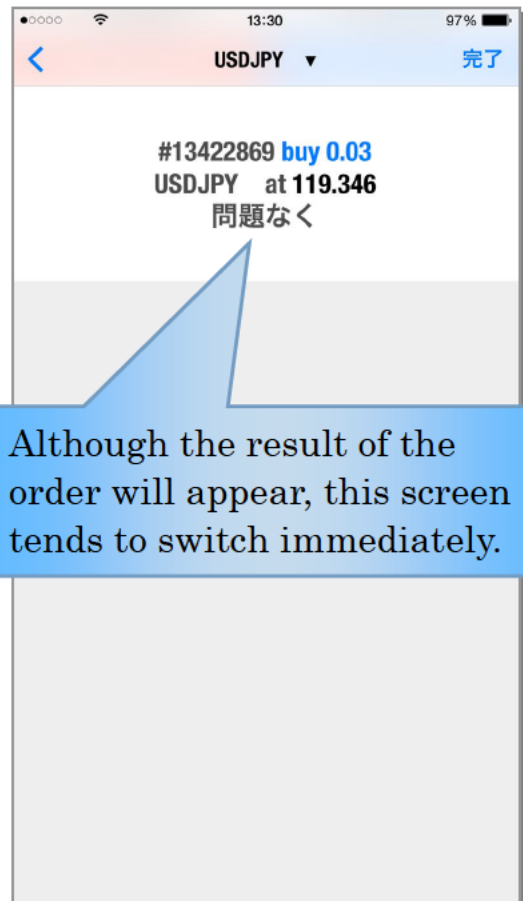 13:30 97%
USDJPY ▼ 完了
#13422869 buy 0.03
USDJPY at 119.346
問題なく
Although the result of the
order will appear, this screen
tends to switch immediately.